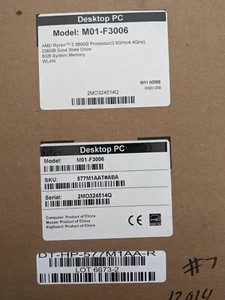 Desktop PC
Model: M01-F3006
AMD Ryzen™ 5 5600G Processor(3.9GHz/4.4GHz)
256GB Solid State Drive
8GB System Memory
WLAN
W11 HOME
2MO324514Q
Desktop PC
Model: M01-F3006
SKU: 577M1AAT#ABA
Serial: 2MO324514Q
Computer: Product of China
Mouse: Product of China
Keyboard: Product of China
DT-HP-577M1AA-R
LOT 6673-2
#7